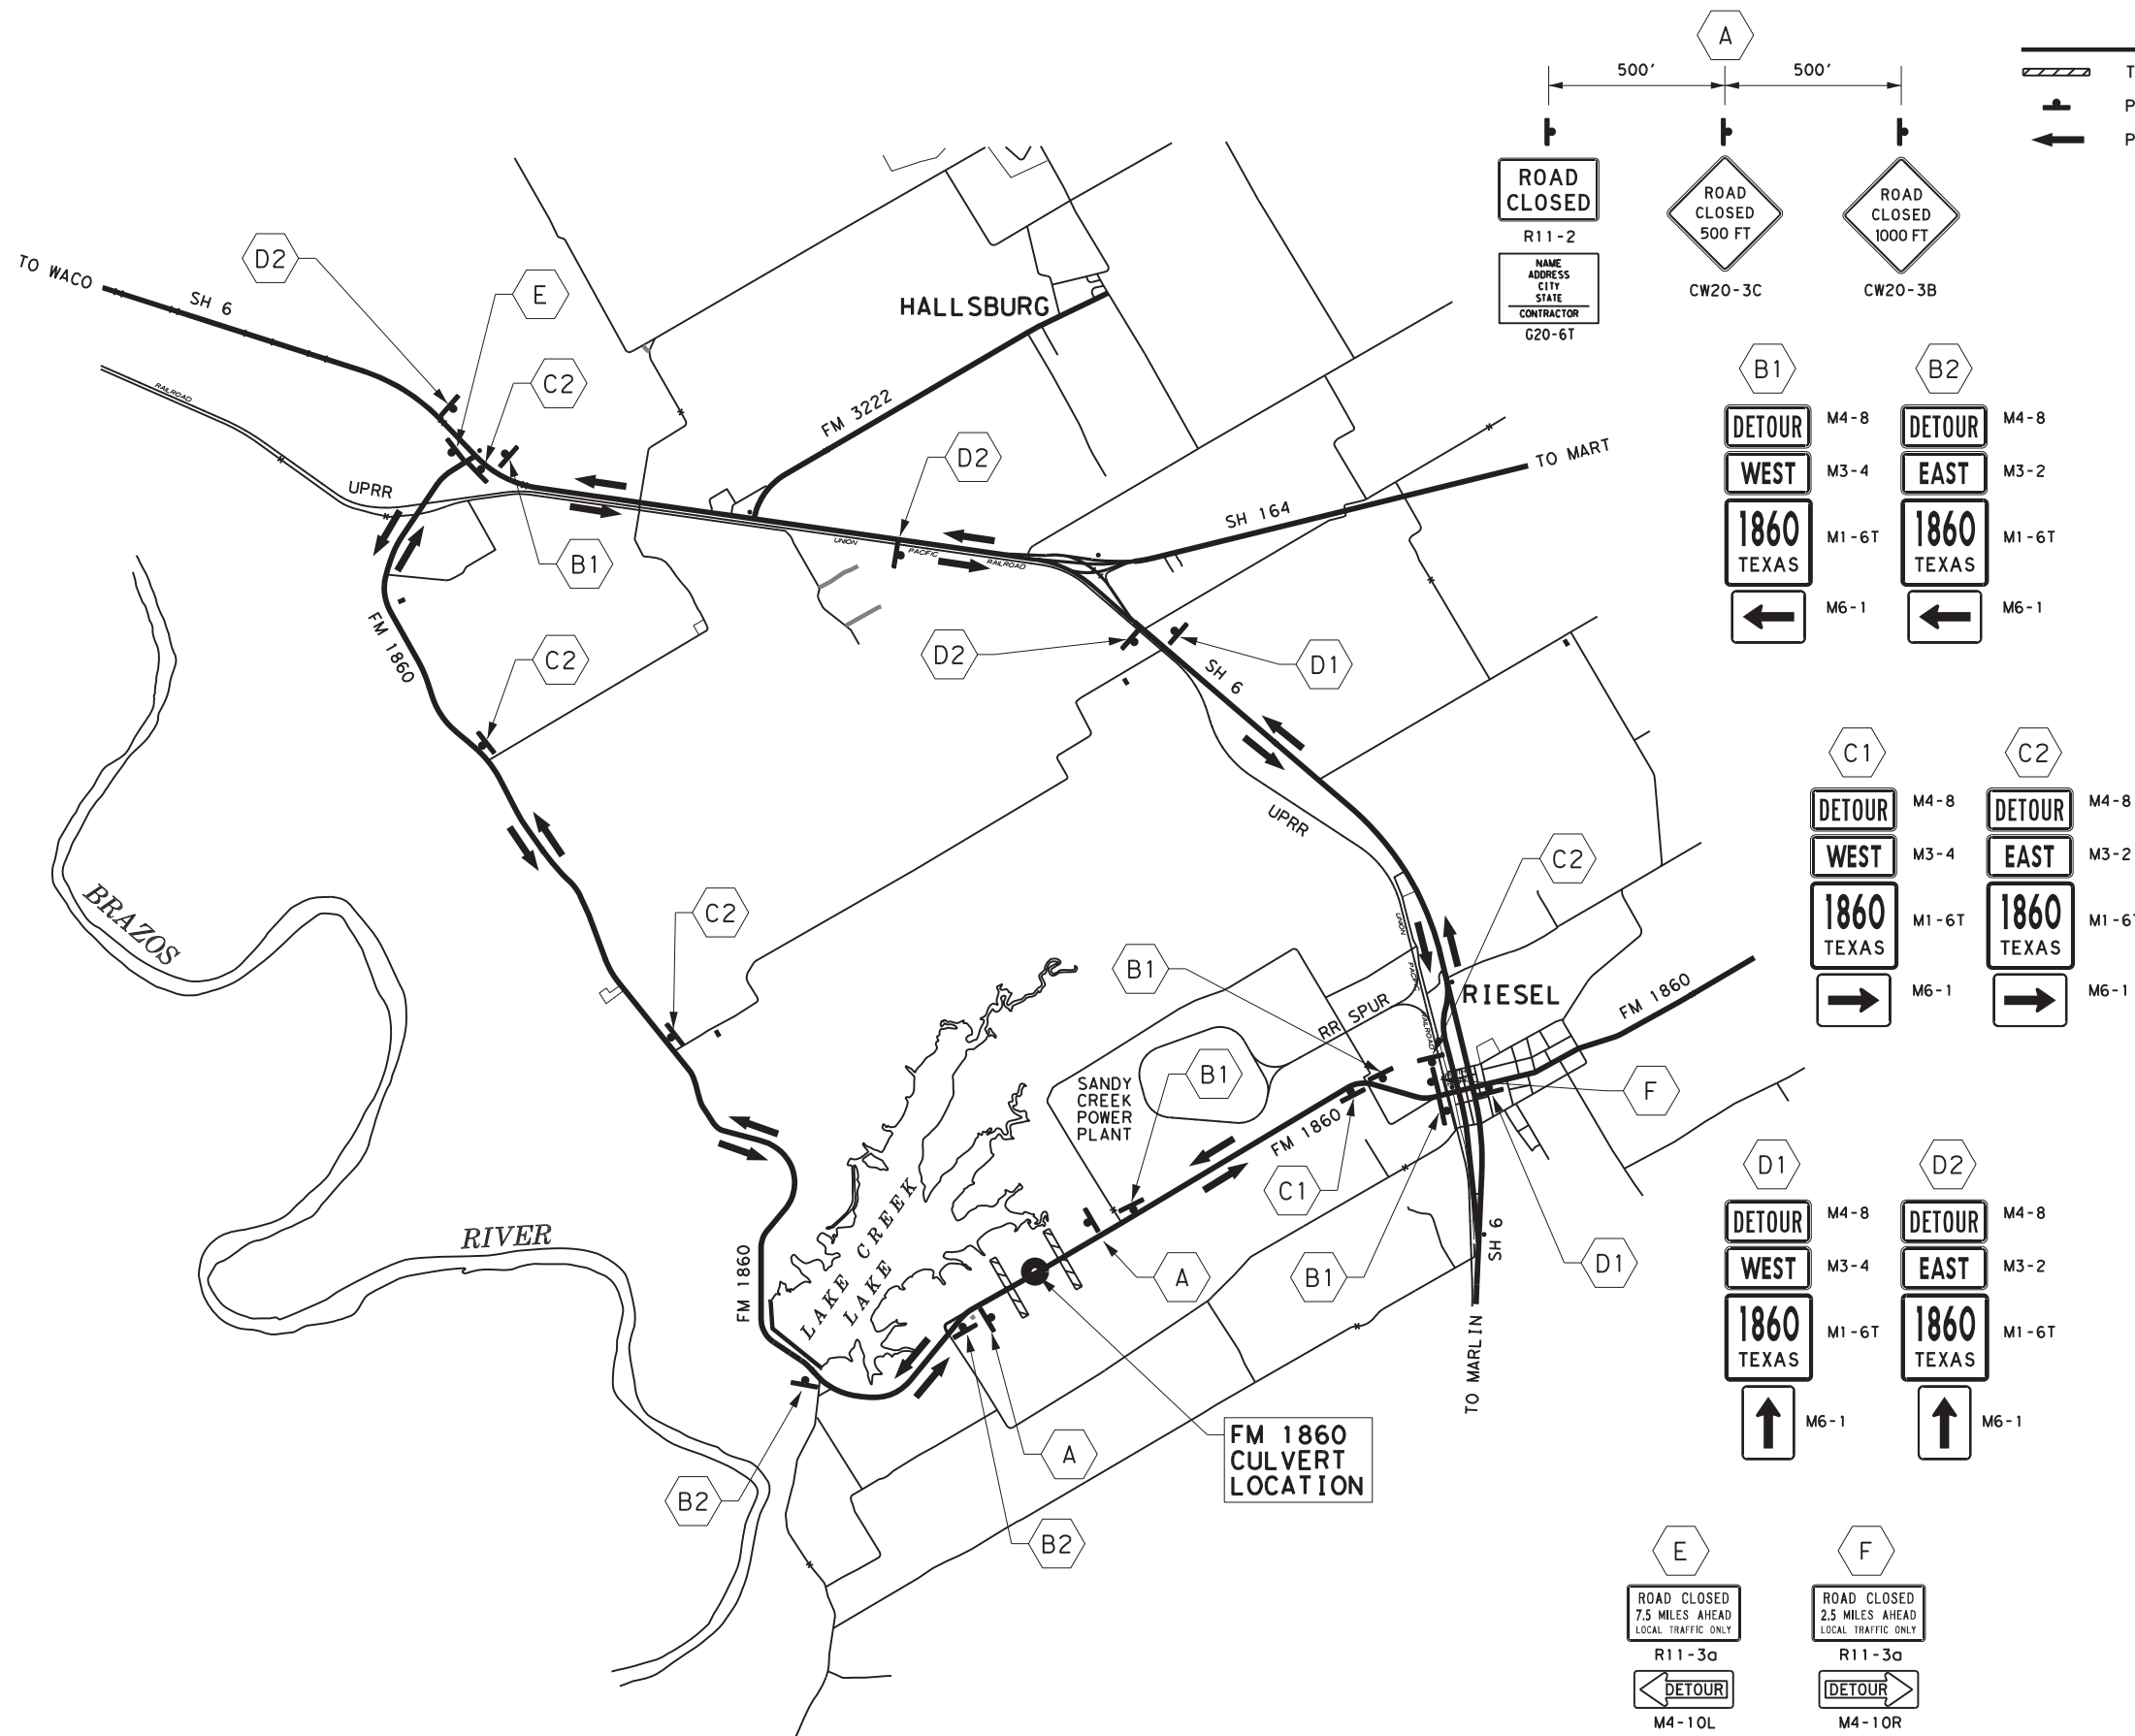 A
500'
500'
T
P
P
ROAD
CLOSED
R11-2
NAME
ADDRESS
CITY
STATE
CONTRACTOR
G20-6T
ROAD
CLOSED
500 FT
CW20-3C
ROAD
CLOSED
1000 FT
CW20-3B
B1
DETOUR M4-8
WEST M3-4
1860
TEXAS
M1-6T
M6-1
B2
DETOUR M4-8
EAST M3-2
1860
TEXAS
M1-6T
M6-1
C1
DETOUR M4-8
WEST M3-4
1860
TEXAS
M1-6T
M6-1
C2
DETOUR M4-8
EAST M3-2
1860
TEXAS
M1-6T
M6-1
D1
DETOUR M4-8
WEST M3-4
1860
TEXAS
M1-6T
M6-1
D2
DETOUR M4-8
EAST M3-2
1860
TEXAS
M1-6T
M6-1
E
ROAD CLOSED
7.5 MILES AHEAD
LOCAL TRAFFIC ONLY
R11-3a
DETOUR
M4-10L
F
ROAD CLOSED
2.5 MILES AHEAD
LOCAL TRAFFIC ONLY
R11-3a
DETOUR
M4-10R
TO WACO
SH 6
D2
E
C2
RAILROAD
UPRR
HALLSBURG
FM 3222
D2
B1
UNION
PACIFIC
RAILROAD
SH 164
TO MART
FM 1860
C2
D2
D1
SH 6
UPRR
C2
C2
BRAZOS
RIVER
UNION
PACIFIC
RAILROAD
B1
RIESEL
FM 1860
RR SPUR
B1
SANDY
CREEK
POWER
PLANT
F
FM 1860
C1
LAKE CREEK
LAKE
FM 1860
A
B1
SH 6
D1
TO MARLIN
A
B2
B2
FM 1860
CULVERT
LOCATION